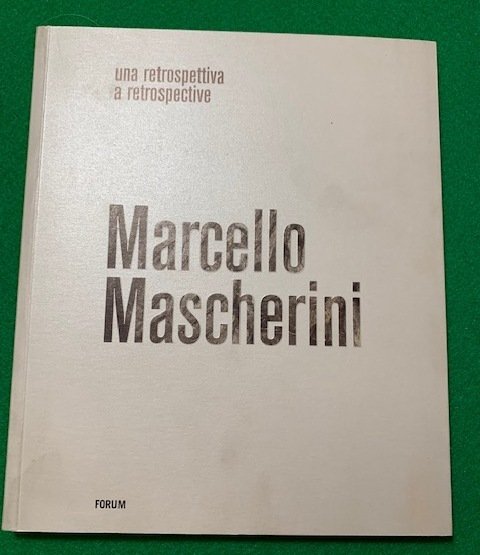 una retrospettiva
a retrospective
Marcello
Mascherini
FORUM